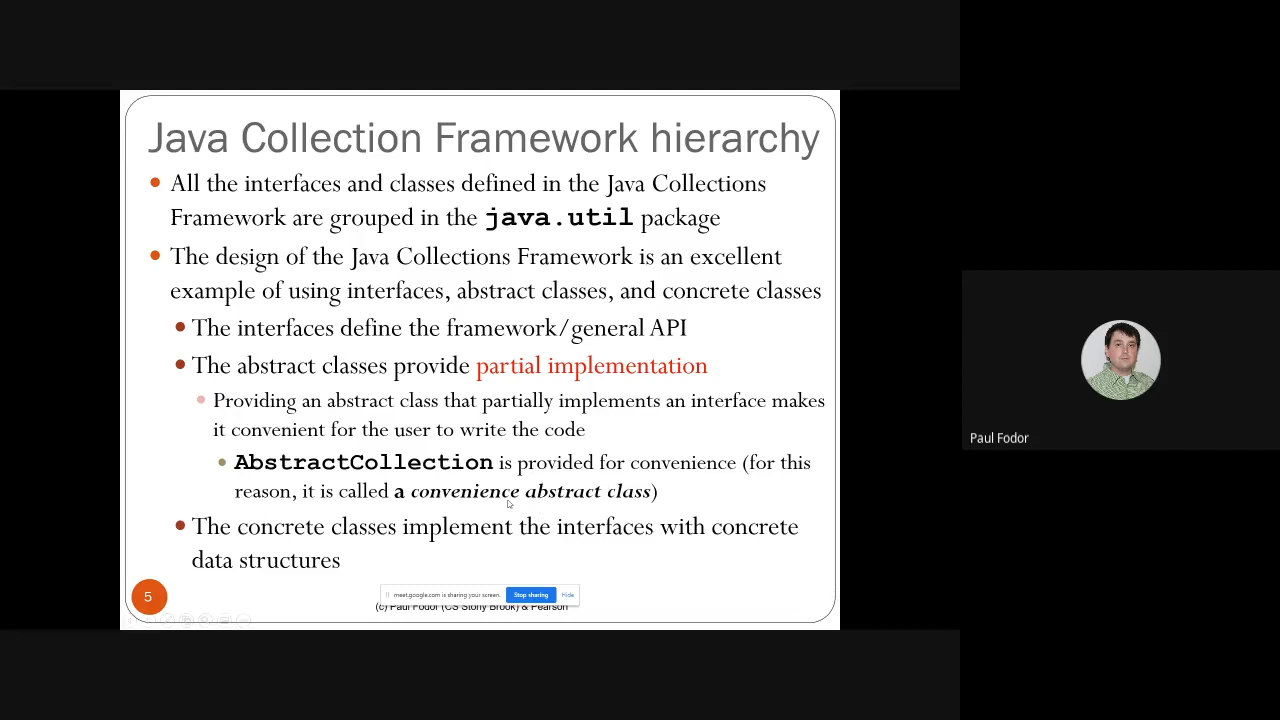 Java Collection Framework hierarchy
All the interfaces and classes defined in the Java Collections
Framework are grouped in the java.util package
The design of the Java Collections Framework is an excellent
example of using interfaces, abstract classes, and concrete classes
The interfaces define the framework/general API
The abstract classes provide partial implementation
Providing an abstract class that partially implements an interface makes
it convenient for the user to write the code
AbstractCollection is provided for convenience (for this
reason, it is called a convenience abstract class)
The concrete classes implement the interfaces with concrete
data structures
5
meet.google.com is sharing your screen. Stop sharing Hide
(c) Paul Fodor (CS Stony Brook) & Pearson
Paul Fodor